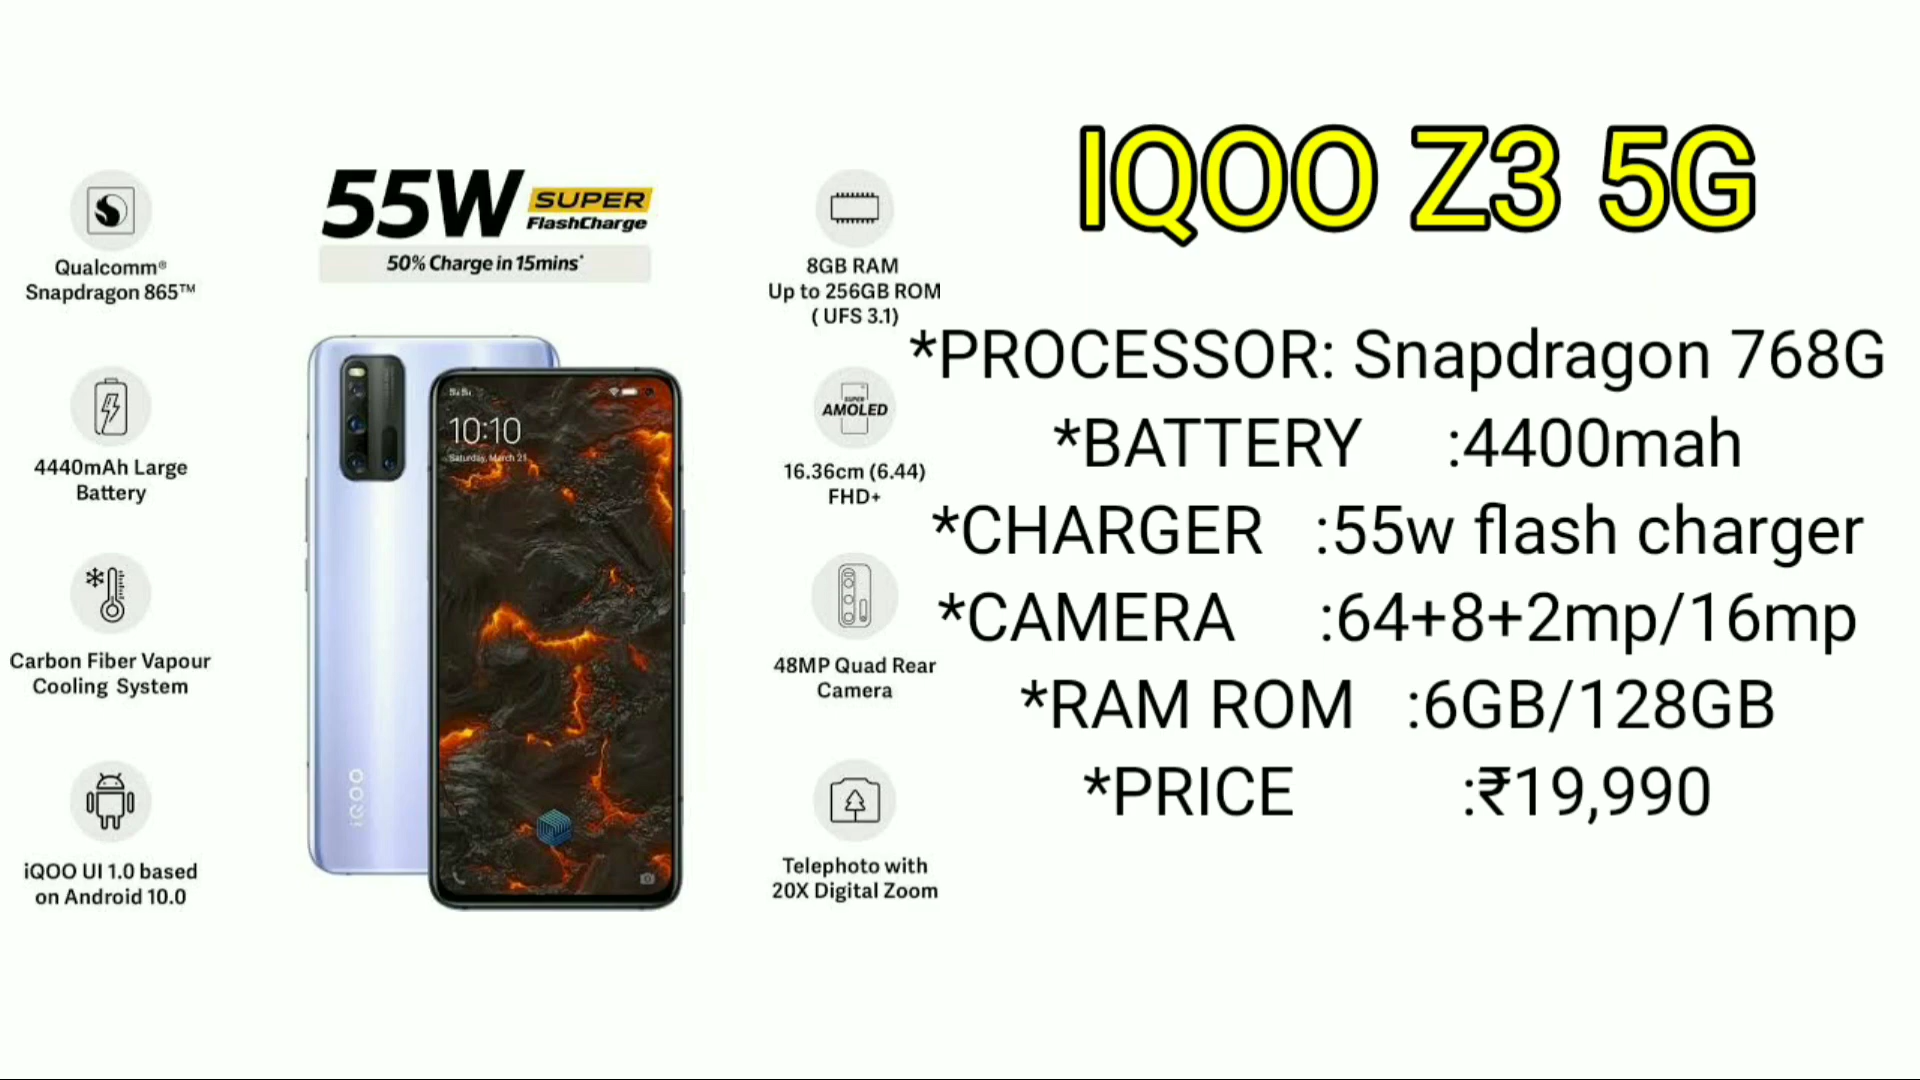 Qualcomm®
Snapdragon 865™
4440mAh Large
Battery
Carbon Fiber Vapour
Cooling System
iQOO UI 1.0 based
on Android 10.0
55W SUPER
FlashCharge
50% Charge in 15mins*
10:10
Saturday, March 21
iQOO
8GB RAM
Up to 256GB ROM
( UFS 3.1)
SUPER
AMOLED
16.36cm (6.44)
FHD+
48MP Quad Rear
Camera
Telephoto with
20X Digital Zoom
IQOO Z3 5G
*PROCESSOR: Snapdragon 768G
*BATTERY :4400mah
*CHARGER :55w flash charger
*CAMERA :64+8+2mp/16mp
*RAM ROM :6GB/128GB
*PRICE :₹19,990